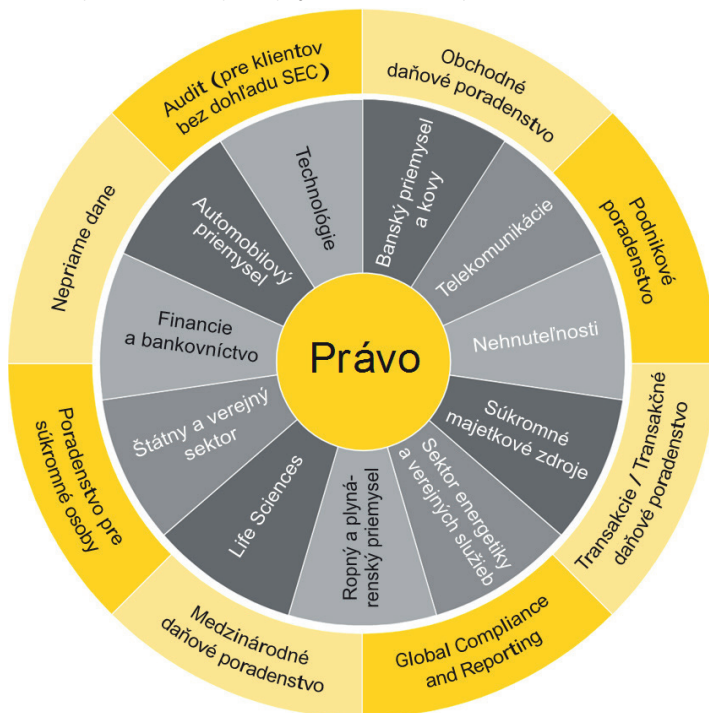 Audit (pre klientov
bez dohľadu SEC)
Obchodné
daňové poradenstvo
Podnikové
poradenstvo
Transakcie / Transakčné
daňové poradenstvo
Global Compliance
and Reporting
Medzinárodné
daňové poradenstvo
Poradenstvo pre
súkromné osoby
Nepriame dane
Technológie
Banský priemysel
a kovy
Telekomunikácie
Nehnuteľnosti
Súkromné
majetkové zdroje
Sektor energetiky
a verejných služieb
Ropný a plyná-
renský priemysel
Life Sciences
Štátny a verejný
sektor
Financie
a bankovníctvo
Automobilový
priemysel
Právo